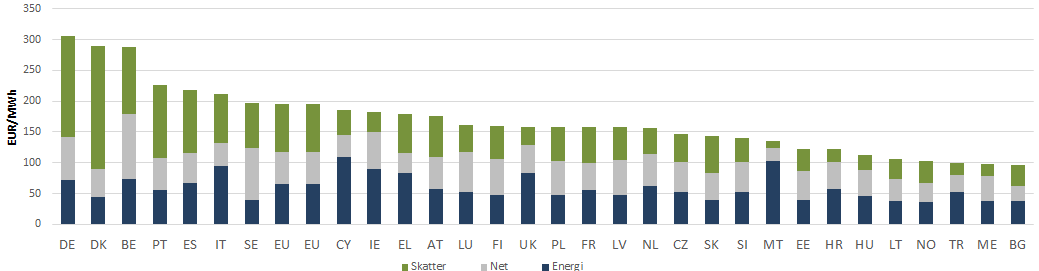 350
300
250
200
150
100
50
0
EUR/MWh
DE DK BE PT ES IT SE EU EU CY IE EL AT LU FI UK PL FR LV NL CZ SK SI MT EE HR HU LT NO TR ME BG
Skatter Net Energi